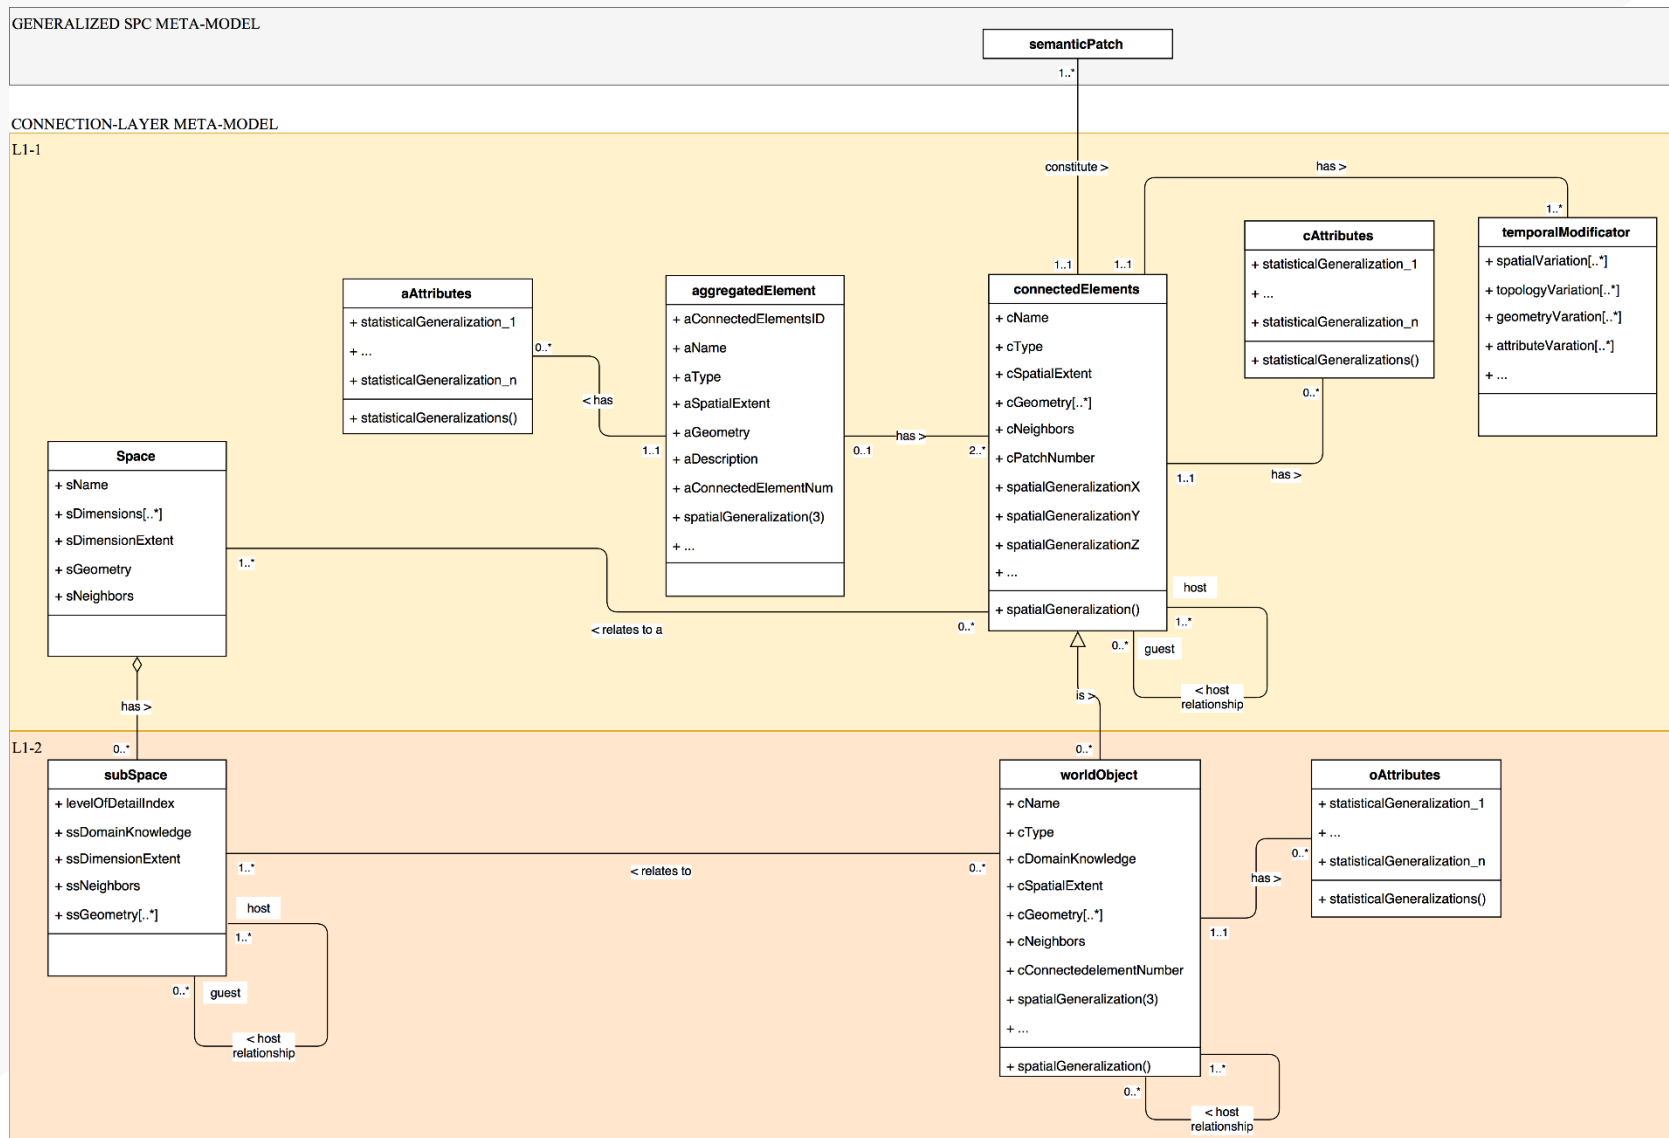 GENERALIZED SPC META-MODEL
semanticPatch
1..*
CONNECTION-LAYER META-MODEL
L1-1
constitute >
has >
1..*
1..1
1..1
temporalModificator
+ spatialVariation[..*]
+ topologyVariation[..*]
+ geometryVaration[..*]
+ attributeVaration[..*]
+ ...
cAttributes
+ statisticalGeneralization_1
+ ...
+ statisticalGeneralization_n
+ statisticalGeneralizations()
0..*
has >
1..1
connectedElements
+ cName
+ cType
+ cSpatialExtent
+ cGeometry[..*]
+ cNeighbors
+ cPatchNumber
+ spatialGeneralizationX
+ spatialGeneralizationY
+ spatialGeneralizationZ
+ ...
+ spatialGeneralization()
aggregatedElement
+ aConnectedElementsID
+ aName
+ aType
+ aSpatialExtent
+ aGeometry
+ aDescription
+ aConnectedElementNum
+ spatialGeneralization(3)
+ ...
0..1
has >
2..*
aAttributes
+ statisticalGeneralization_1
+ ...
+ statisticalGeneralization_n
+ statisticalGeneralizations()
0..*
< has
1..1
Space
+ sName
+ sDimensions[..*]
+ sDimensionExtent
+ sGeometry
+ sNeighbors
1..*
< relates to a
0..*
host
1..*
0..*
guest
< host
relationship
is >
has >
0..*
0..*
L1-2
subSpace
+ levelOfDetailIndex
+ ssDomainKnowledge
+ ssDimensionExtent
+ ssNeighbors
+ ssGeometry[..*]
1..*
< relates to
0..*
host
1..*
0..*
guest
< host
relationship
worldObject
+ cName
+ cType
+ cDomainKnowledge
+ cSpatialExtent
+ cGeometry[..*]
+ cNeighbors
+ cConnectedelementNumber
+ spatialGeneralization(3)
+ ...
+ spatialGeneralization()
oAttributes
+ statisticalGeneralization_1
+ ...
+ statisticalGeneralization_n
+ statisticalGeneralizations()
0..*
has >
1..1
1..*
0..*
< host
relationship